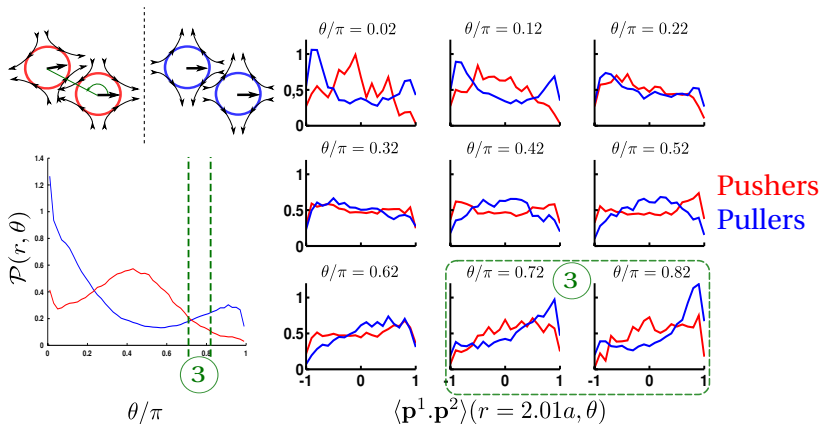 θ/π = 0.02
θ/π = 0.12
θ/π = 0.22
1
0,5
0
θ/π = 0.32
θ/π = 0.42
θ/π = 0.52
1
0.5
0
Pushers
Pullers
θ/π = 0.62
θ/π = 0.72
θ/π = 0.82
3
1
0.5
0
-1 0 1
-1 0 1
-1 0 1
⟨p¹.p²⟩(r = 2.01a, θ)
P(r, θ)
1.4
1.2
1
0.8
0.6
0.4
0.2
0
0 0.2 0.4 0.6 0.8 1
3
θ/π